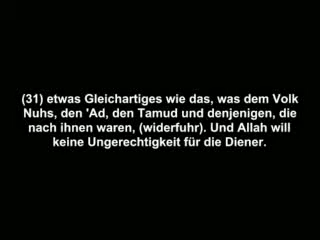 (31) etwas Gleichartiges wie das, was dem Volk
Nuhs, den 'Ad, den Tamud und denjenigen, die
nach ihnen waren, (widerfuhr). Und Allah will
keine Ungerechtigkeit für die Diener.